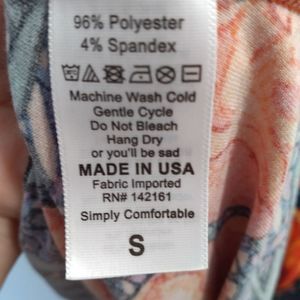 96% Polyester
4% Spandex
Machine Wash Cold
Gentle Cycle
Do Not Bleach
Hang Dry
or you'll be sad
MADE IN USA
Fabric Imported
RN# 142161
Simply Comfortable
S